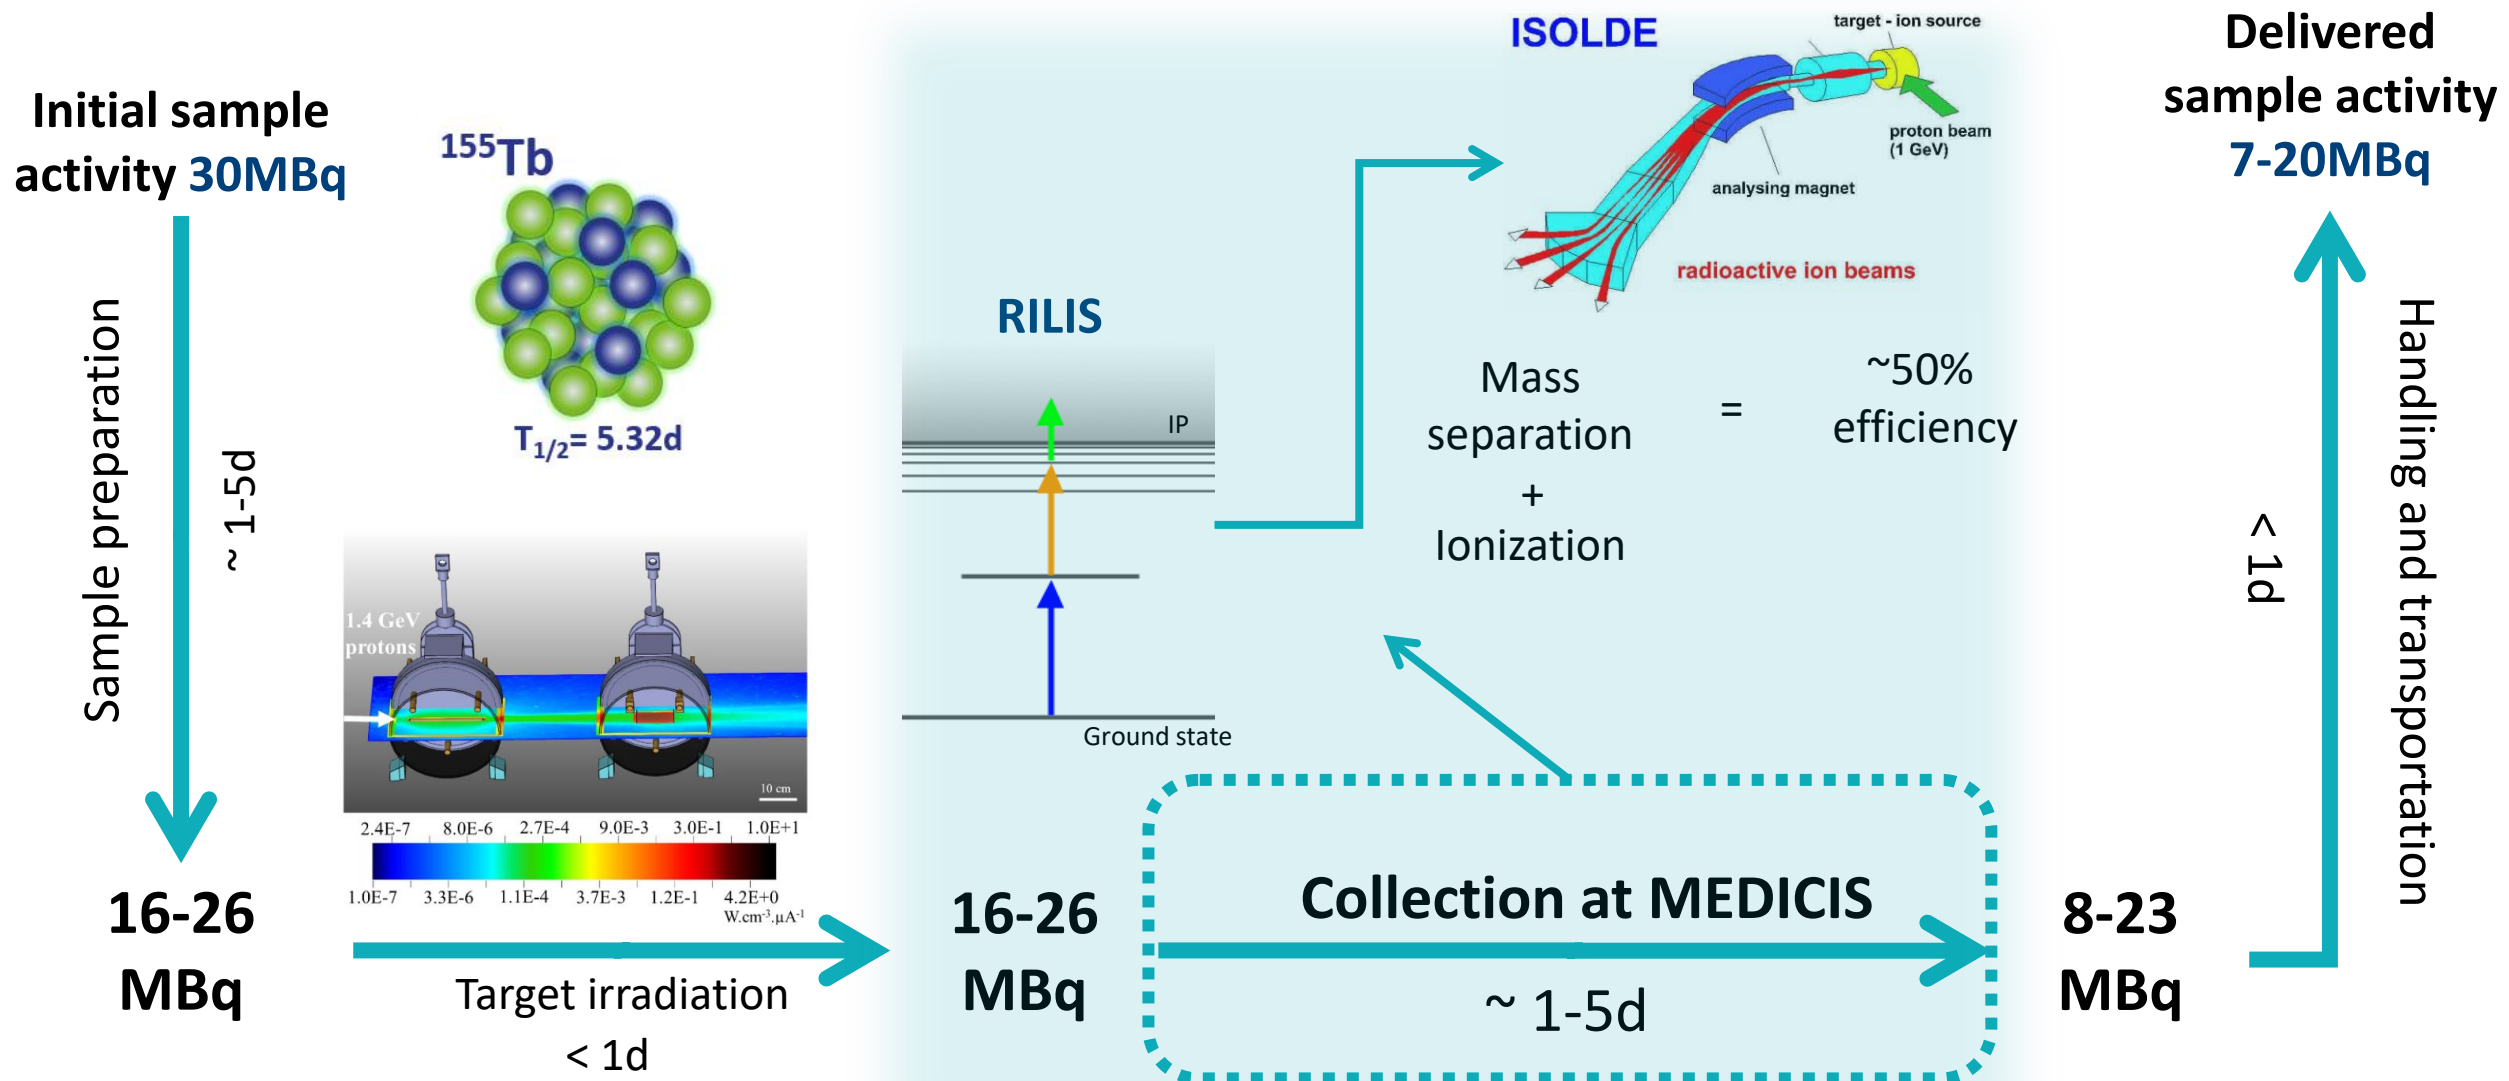 Initial sample
activity 30MBq
Sample preparation
~ 1-5d
16-26
MBq
155Tb
T1/2= 5.32d
1.4 GeV
protons
10 cm
2.4E-7 8.0E-6 2.7E-4 9.0E-3 3.0E-1 1.0E+1
1.0E-7 3.3E-6 1.1E-4 3.7E-3 1.2E-1 4.2E+0
W.cm-3.µA-1
Target irradiation
< 1d
RILIS
IP
Ground state
16-26
MBq
ISOLDE
target - ion source
proton beam
(1 GeV)
analysing magnet
radioactive ion beams
Mass
separation
+
Ionization
=
~50%
efficiency
Collection at MEDICIS
~ 1-5d
8-23
MBq
< 1d
Handling and transportation
Delivered
sample activity
7-20MBq